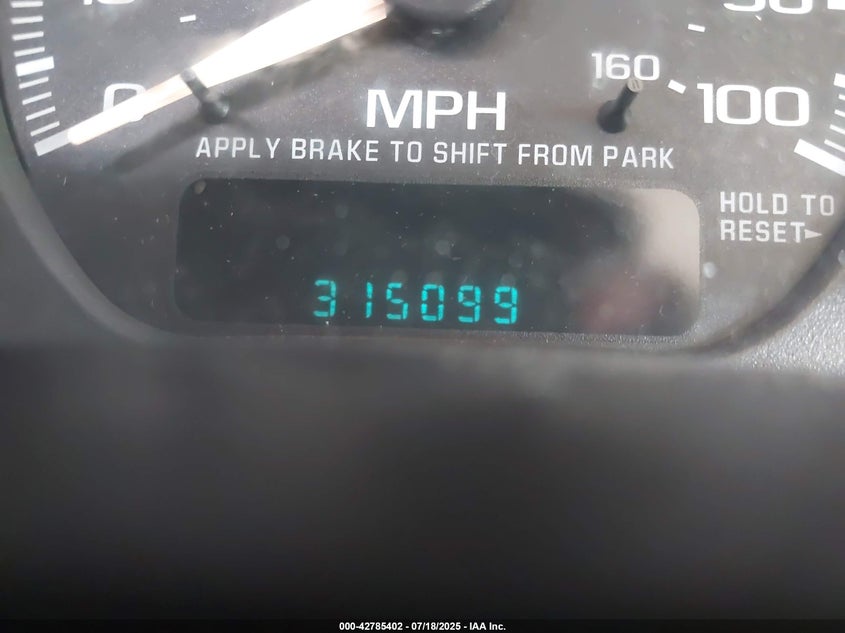 0
MPH
160
100
APPLY BRAKE TO SHIFT FROM PARK
HOLD TO
RESET►
315099
000-42785402 - 07/18/2025 - IAA Inc.